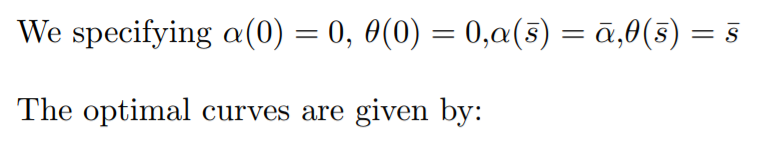 We specifying α(0) = 0, θ(0) = 0,α(s̄) = ᾱ,θ(s̄) = s̄
The optimal curves are given by: